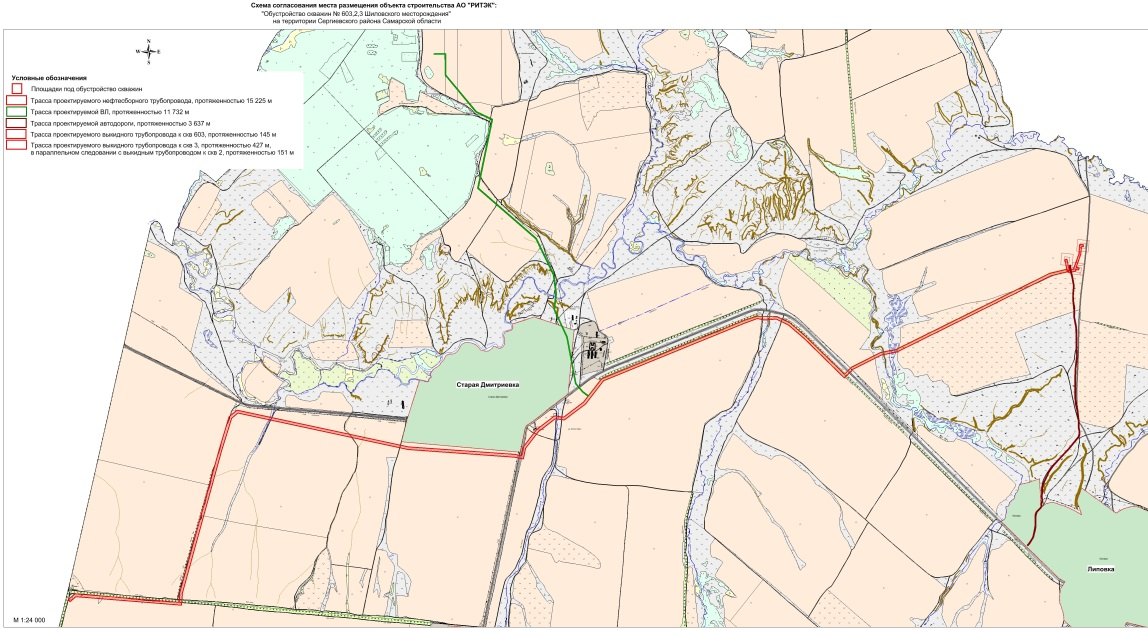 Схема согласования места размещения объекта строительства АО "РИТЭК":
"Обустройство скважин № 603,2,3 Шиловского месторождения"
на территории Сергиевского района Самарской области
N
W E
S
Условные обозначения
Площадки под обустройство скважин
Трасса проектируемого нефтесборного трубопровода, протяженностью 15 225 м
Трасса проектируемой ВЛ, протяженностью 11 732 м
Трасса проектируемой автодороги, протяженностью 3 637 м
Трасса проектируемого выкидного трубопровода к скв 603, протяженностью 145 м
Трасса проектируемого выкидного трубопровода к скв 3, протяженностью 427 м,
в параллельном следовании с выкидным трубопроводом к скв 2, протяженностью 151 м
Старая Дмитриевка
Липовка
М 1:24 000